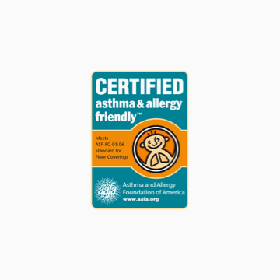 CERTIFIED
asthma & allergy
friendly™
Meets
standard for
Floor Coverings
Asthma and Allergy
Foundation of America
www.aafa.org